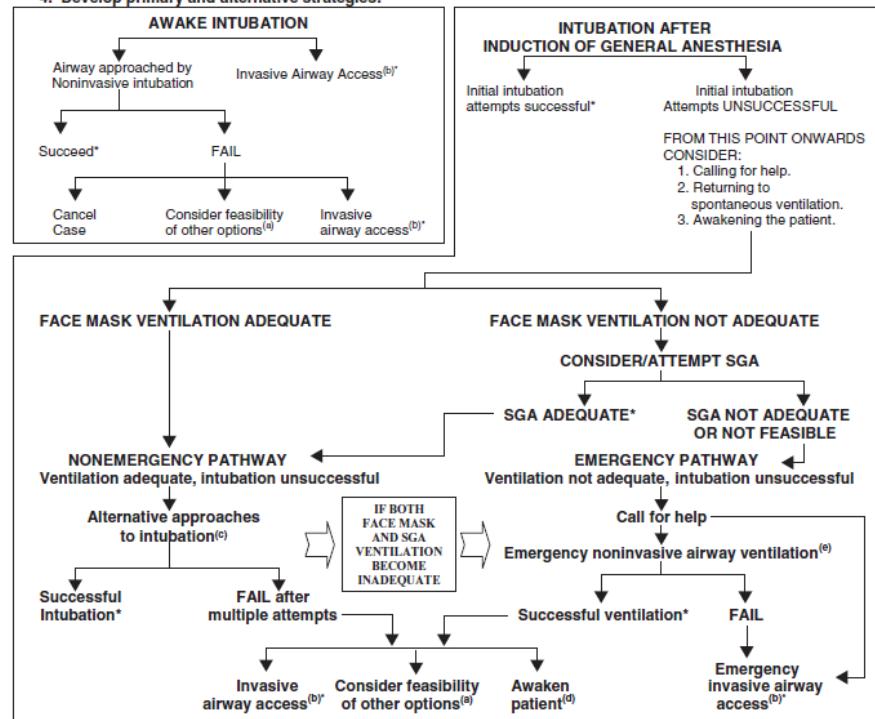 4. Develop primary and alternative strategies:
AWAKE INTUBATION
Airway approached by
Noninvasive intubation
Invasive Airway Access(b)*
Succeed*
FAIL
Cancel
Case
Consider feasibility
of other options(a)
Invasive
airway access(b)*
INTUBATION AFTER
INDUCTION OF GENERAL ANESTHESIA
Initial intubation
attempts successful*
Initial intubation
Attempts UNSUCCESSFUL
FROM THIS POINT ONWARDS
CONSIDER:
1. Calling for help.
2. Returning to
spontaneous ventilation.
3. Awakening the patient.
FACE MASK VENTILATION ADEQUATE
FACE MASK VENTILATION NOT ADEQUATE
CONSIDER/ATTEMPT SGA
SGA ADEQUATE*
SGA NOT ADEQUATE
OR NOT FEASIBLE
NONEMERGENCY PATHWAY
Ventilation adequate, intubation unsuccessful
EMERGENCY PATHWAY
Ventilation not adequate, intubation unsuccessful
Alternative approaches
to intubation(c)
IF BOTH
FACE MASK
AND SGA
VENTILATION
BECOME
INADEQUATE
Call for help
Emergency noninvasive airway ventilation(e)
Successful
Intubation*
FAIL after
multiple attempts
Successful ventilation*
FAIL
Invasive
airway access(b)*
Consider feasibility
of other options(a)
Awaken
patient(d)
Emergency
invasive airway
access(b)*